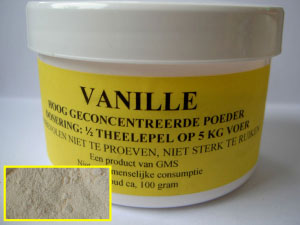 VANILLE
HOOG GECONCENTREERDE POEDER
DOSERING: ½ THEELEPEL OP 5 KG VOER
NIET TE PROEVEN, NIET STERK TE RUIKEN
Een product van GMS
menselijke consumptie
ca, 100 gram